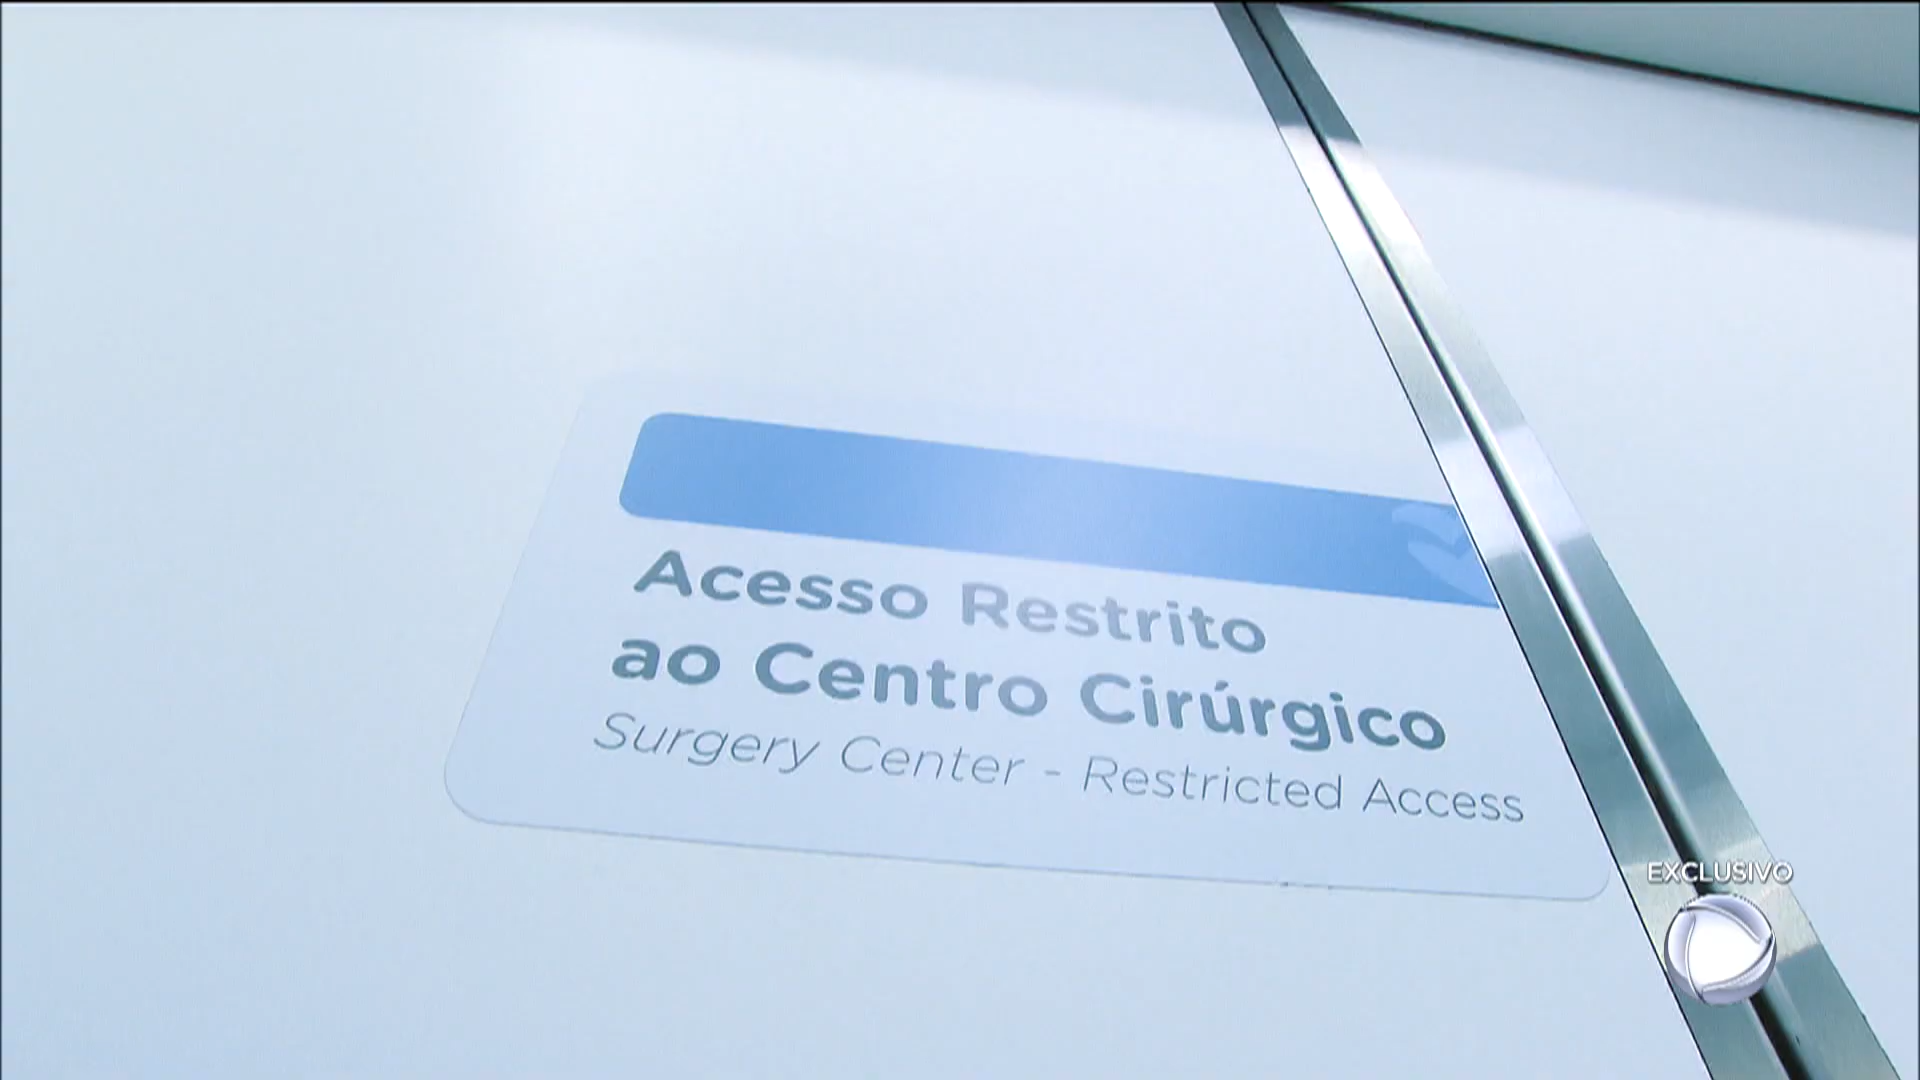 Acesso Restrito
ao Centro Cirúrgico
Surgery Center - Restricted Access
EXCLUSIVO